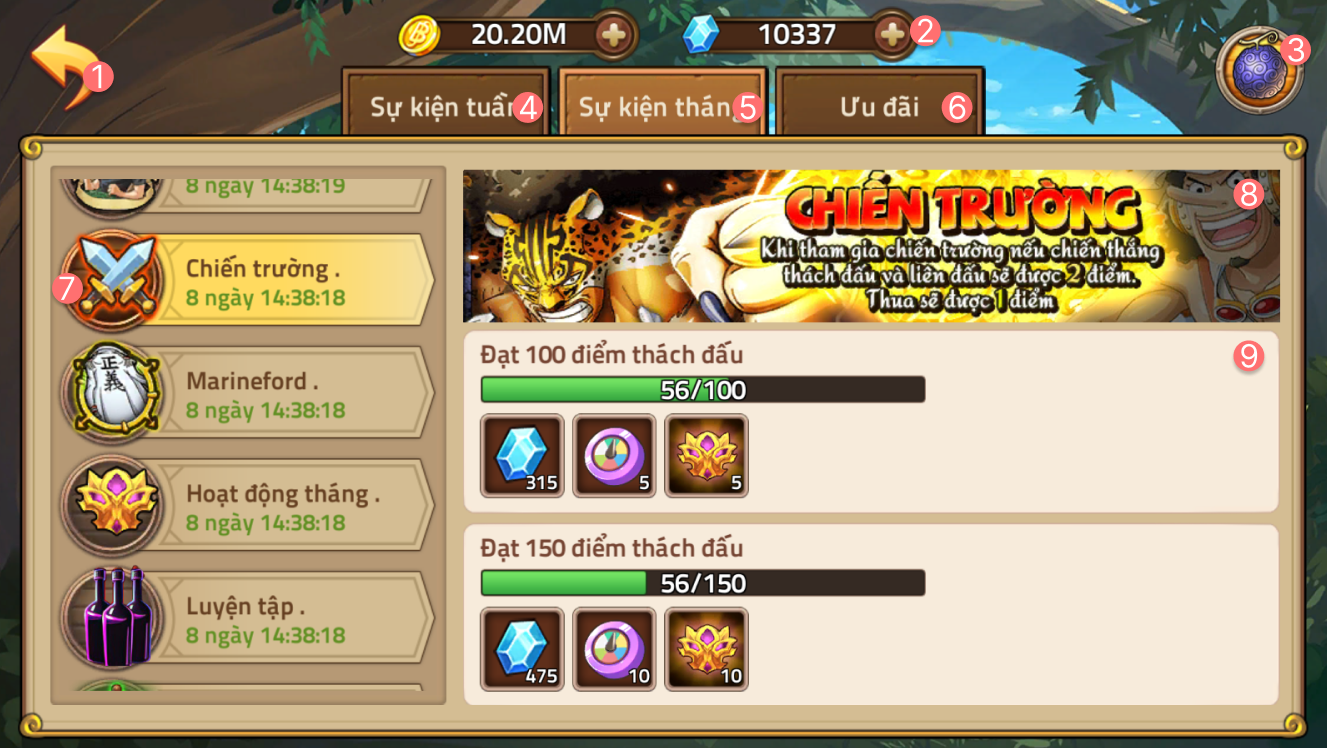 20.20M
10337
2
3
1
Sự kiện tuần 4
Sự kiện tháng 5
Ưu đãi 6
8 ngày 14:38:19
7
Chiến trường .
8 ngày 14:38:18
正義
Marineford .
8 ngày 14:38:18
Hoạt động tháng .
8 ngày 14:38:18
Luyện tập .
8 ngày 14:38:18
CHIẾN TRƯỜNG
8
Khi tham gia chiến trường nếu chiến thắng
thách đấu và liên đấu sẽ được 2 điểm.
Thua sẽ được 1 điểm
Đạt 100 điểm thách đấu
9
56/100
315
5
5
Đạt 150 điểm thách đấu
56/150
475
10
10